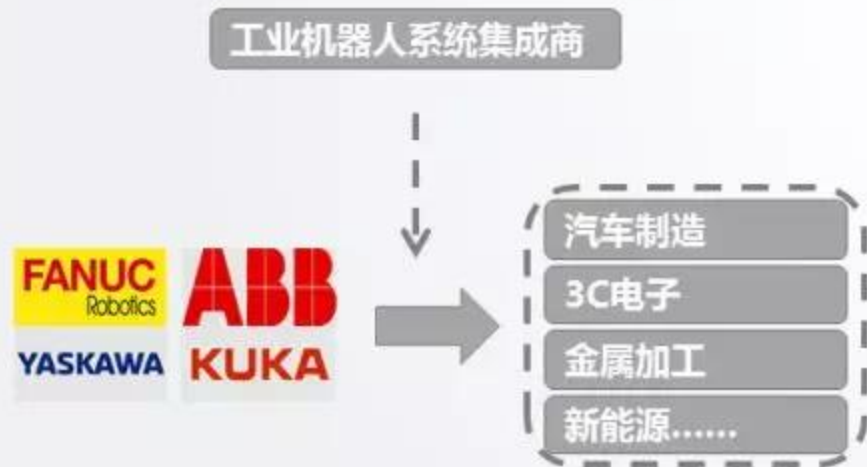 工业机器人系统集成商
FANUC
Robotics
ABB
YASKAWA
KUKA
汽车制造
3C电子
金属加工
新能源......